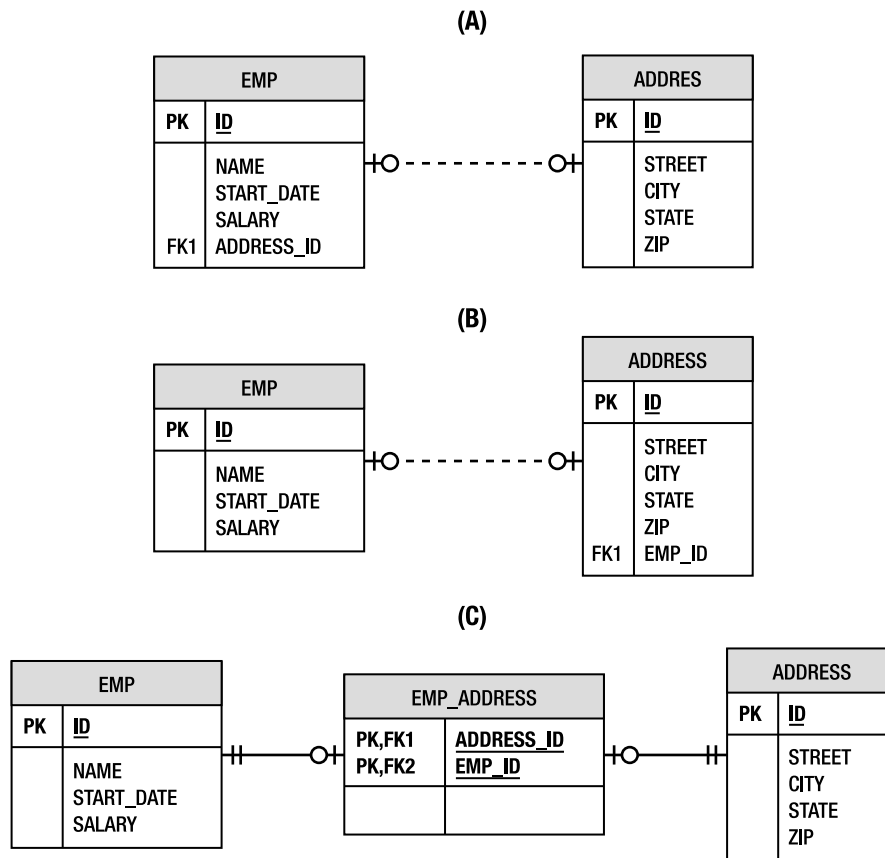 (A)
EMP
PK ID
NAME
START_DATE
SALARY
FK1 ADDRESS_ID
ADDRES
PK ID
STREET
CITY
STATE
ZIP
(B)
EMP
PK ID
NAME
START_DATE
SALARY
ADDRESS
PK ID
STREET
CITY
STATE
ZIP
FK1 EMP_ID
(C)
EMP
PK ID
NAME
START_DATE
SALARY
EMP_ADDRESS
PK,FK1 ADDRESS_ID
PK,FK2 EMP_ID
ADDRESS
PK ID
STREET
CITY
STATE
ZIP